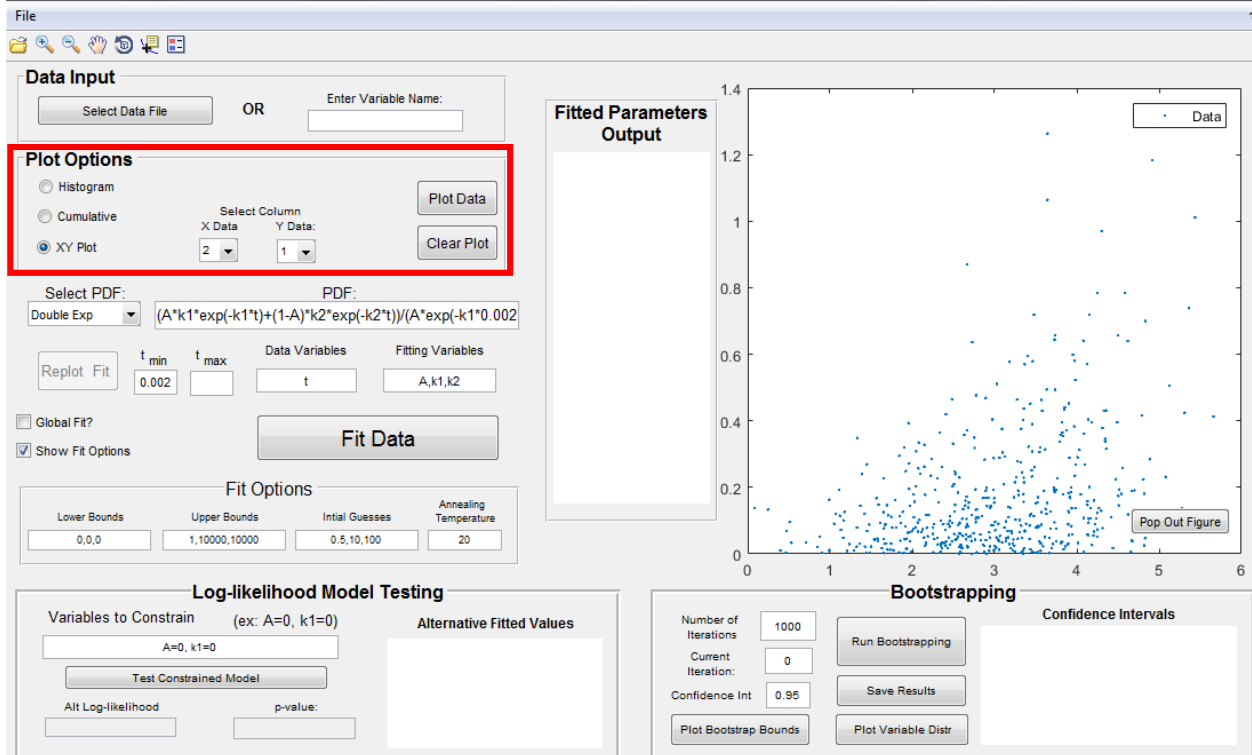 File
Data Input
Select Data File
OR
Enter Variable Name:
Plot Options
Histogram
Cumulative
XY Plot
Select Column
X Data
Y Data:
2
1
Plot Data
Clear Plot
Select PDF:
PDF:
Double Exp
(A*k1*exp(-k1*t)+(1-A)*k2*exp(-k2*t))/(A*exp(-k1*0.002
Replot Fit
t min
t max
Data Variables
Fitting Variables
0.002
t
A,k1,k2
Global Fit?
Show Fit Options
Fit Data
Fit Options
Lower Bounds
Upper Bounds
Intial Guesses
Annealing
Temperature
0,0,0
1,10000,10000
0.5,10,100
20
Fitted Parameters
Output
1.4
1.2
1
0.8
0.6
0.4
0.2
0
0 1 2 3 4 5 6
Data
Pop Out Figure
Log-likelihood Model Testing
Variables to Constrain
(ex: A=0, k1=0)
A=0, k1=0
Test Constrained Model
Alt Log-likelihood
p-value:
Alternative Fitted Values
Bootstrapping
Number of
Iterations
1000
Current
Iteration:
0
Confidence Int
0.95
Run Bootstrapping
Save Results
Plot Bootstrap Bounds
Plot Variable Distr
Confidence Intervals